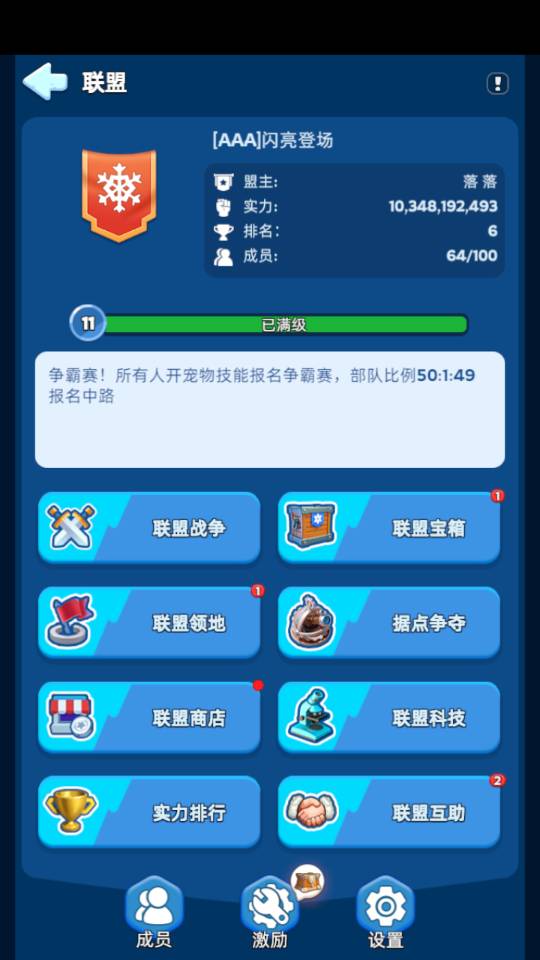 联盟
[AAA]闪亮登场
盟主: 落 落
实力: 10,348,192,493
排名: 6
成员: 64/100
11 已满级
争霸赛！所有人开宠物技能报名争霸赛，部队比例50:1:49
报名中路
联盟战争
联盟宝箱 1
联盟领地 1
据点争夺
联盟商店
联盟科技
实力排行
联盟互助 2
成员
激励
设置